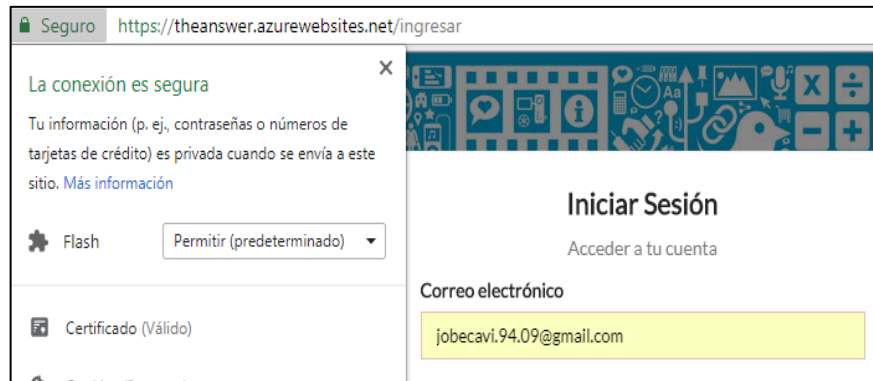 Seguro https://theanswer.azurewebsites.net/ingresar
La conexión es segura
Tu información (p. ej., contraseñas o números de
tarjetas de crédito) es privada cuando se envía a este
sitio. Más información
Flash Permitir (predeterminado)
Certificado (Válido)
Aa
Iniciar Sesión
Acceder a tu cuenta
Correo electrónico
jobecavi.94.09@gmail.com